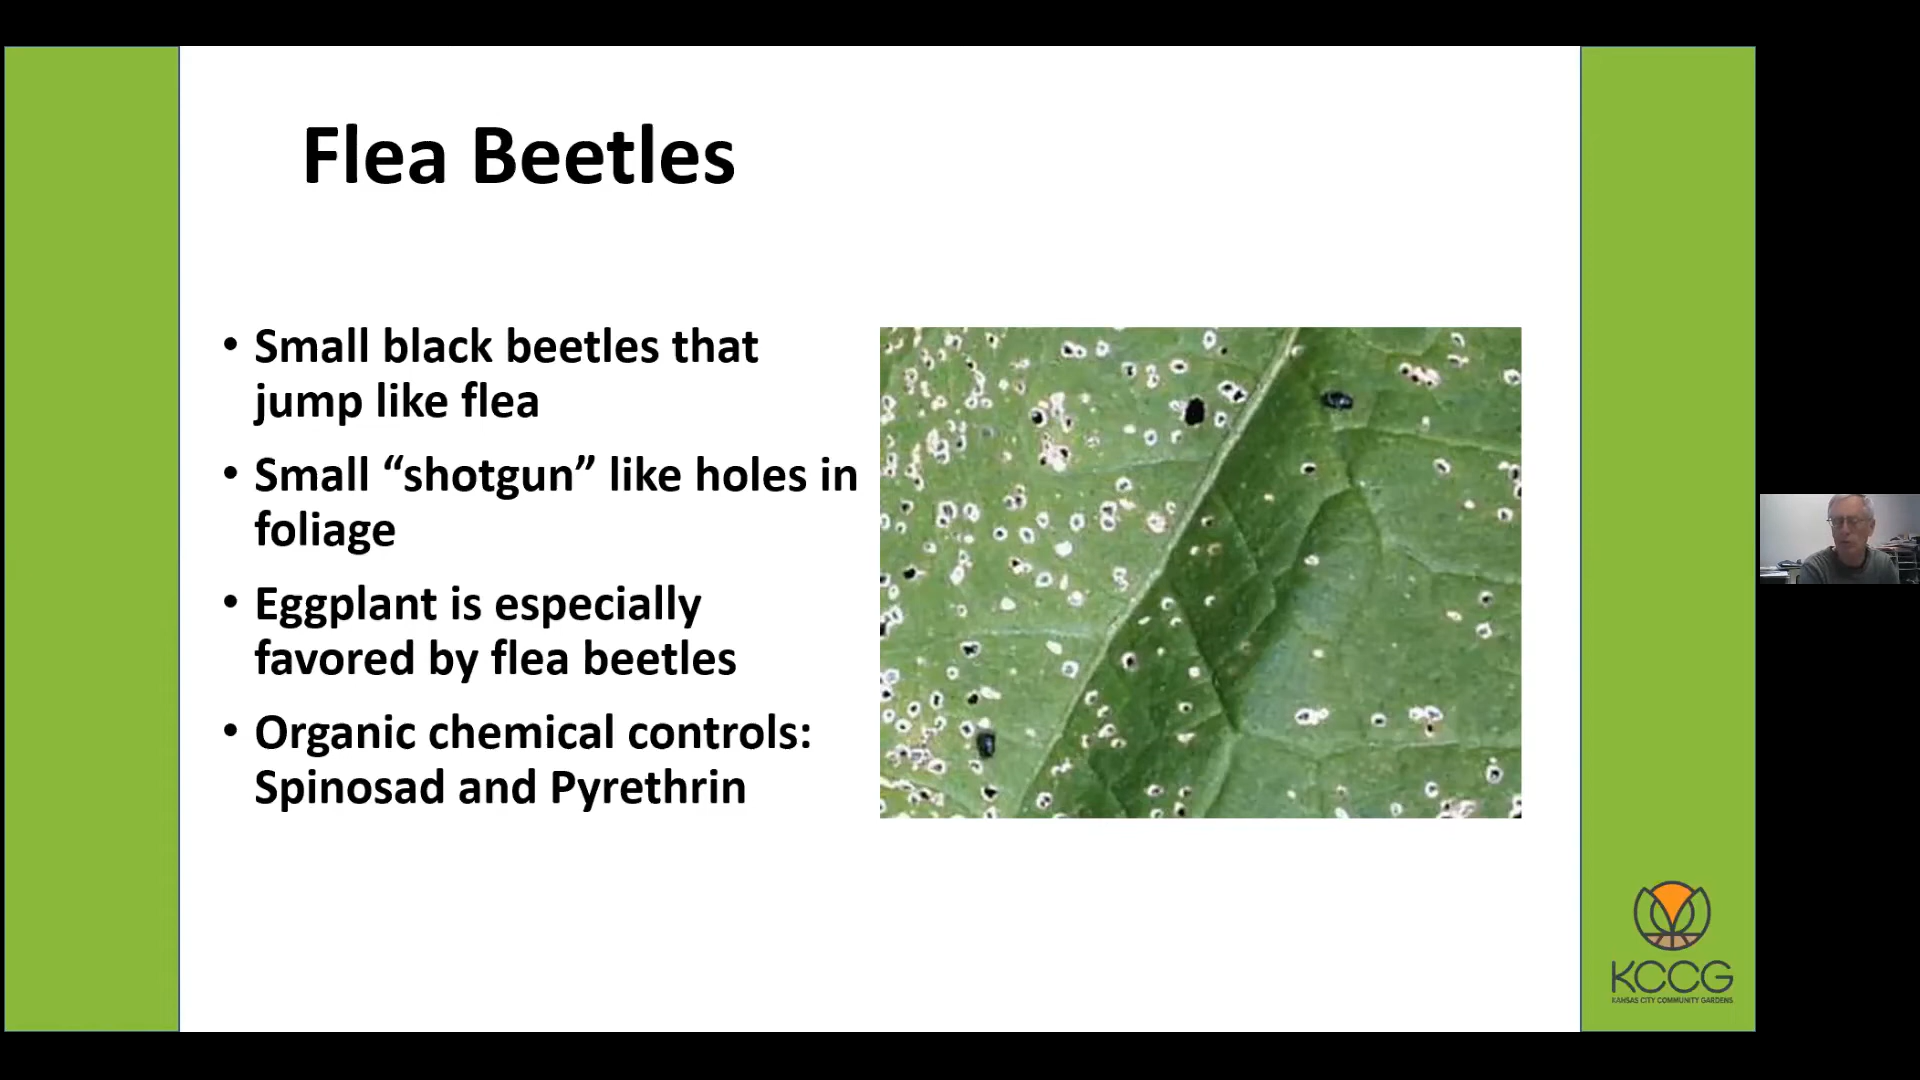 Flea Beetles
• Small black beetles that
jump like flea
• Small “shotgun” like holes in
foliage
• Eggplant is especially
favored by flea beetles
• Organic chemical controls:
Spinosad and Pyrethrin
KCCG
KANSAS CITY COMMUNITY GARDENS